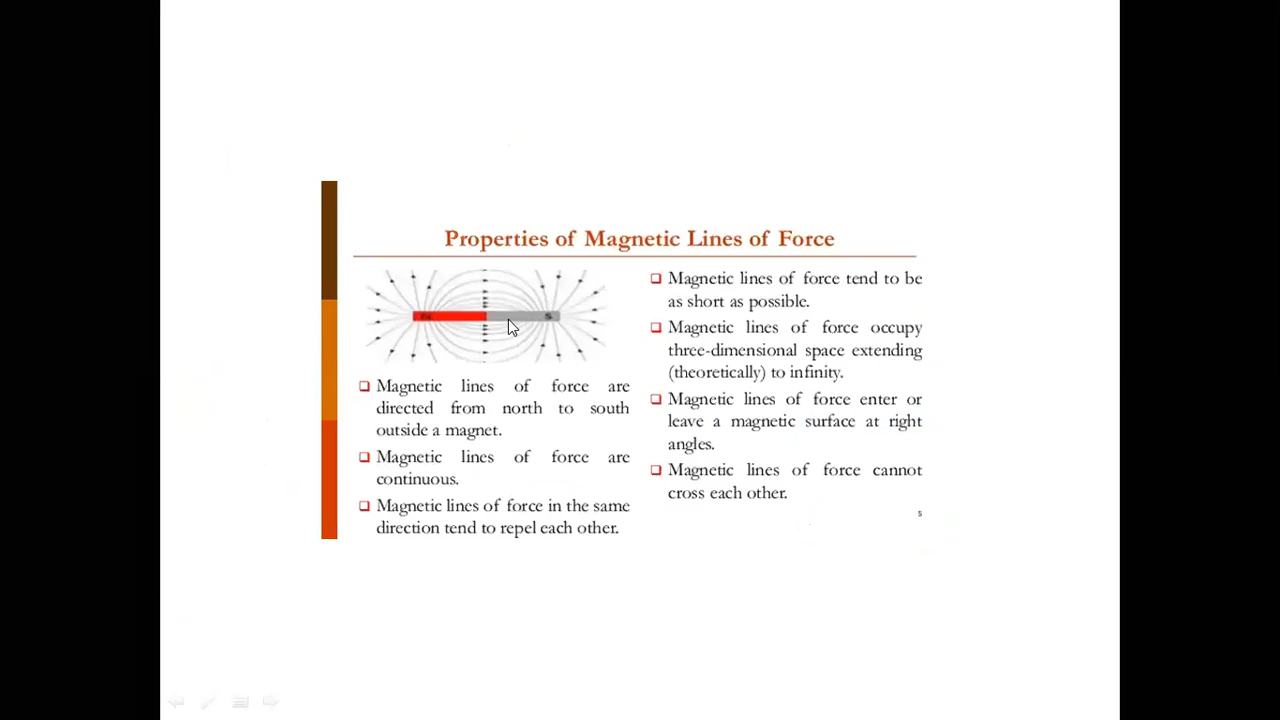 Properties of Magnetic Lines of Force
N
S
Magnetic lines of force are
directed from north to south
outside a magnet.
Magnetic lines of force are
continuous.
Magnetic lines of force in the same
direction tend to repel each other.
Magnetic lines of force tend to be
as short as possible.
Magnetic lines of force occupy
three-dimensional space extending
(theoretically) to infinity.
Magnetic lines of force enter or
leave a magnetic surface at right
angles.
Magnetic lines of force cannot
cross each other.
5